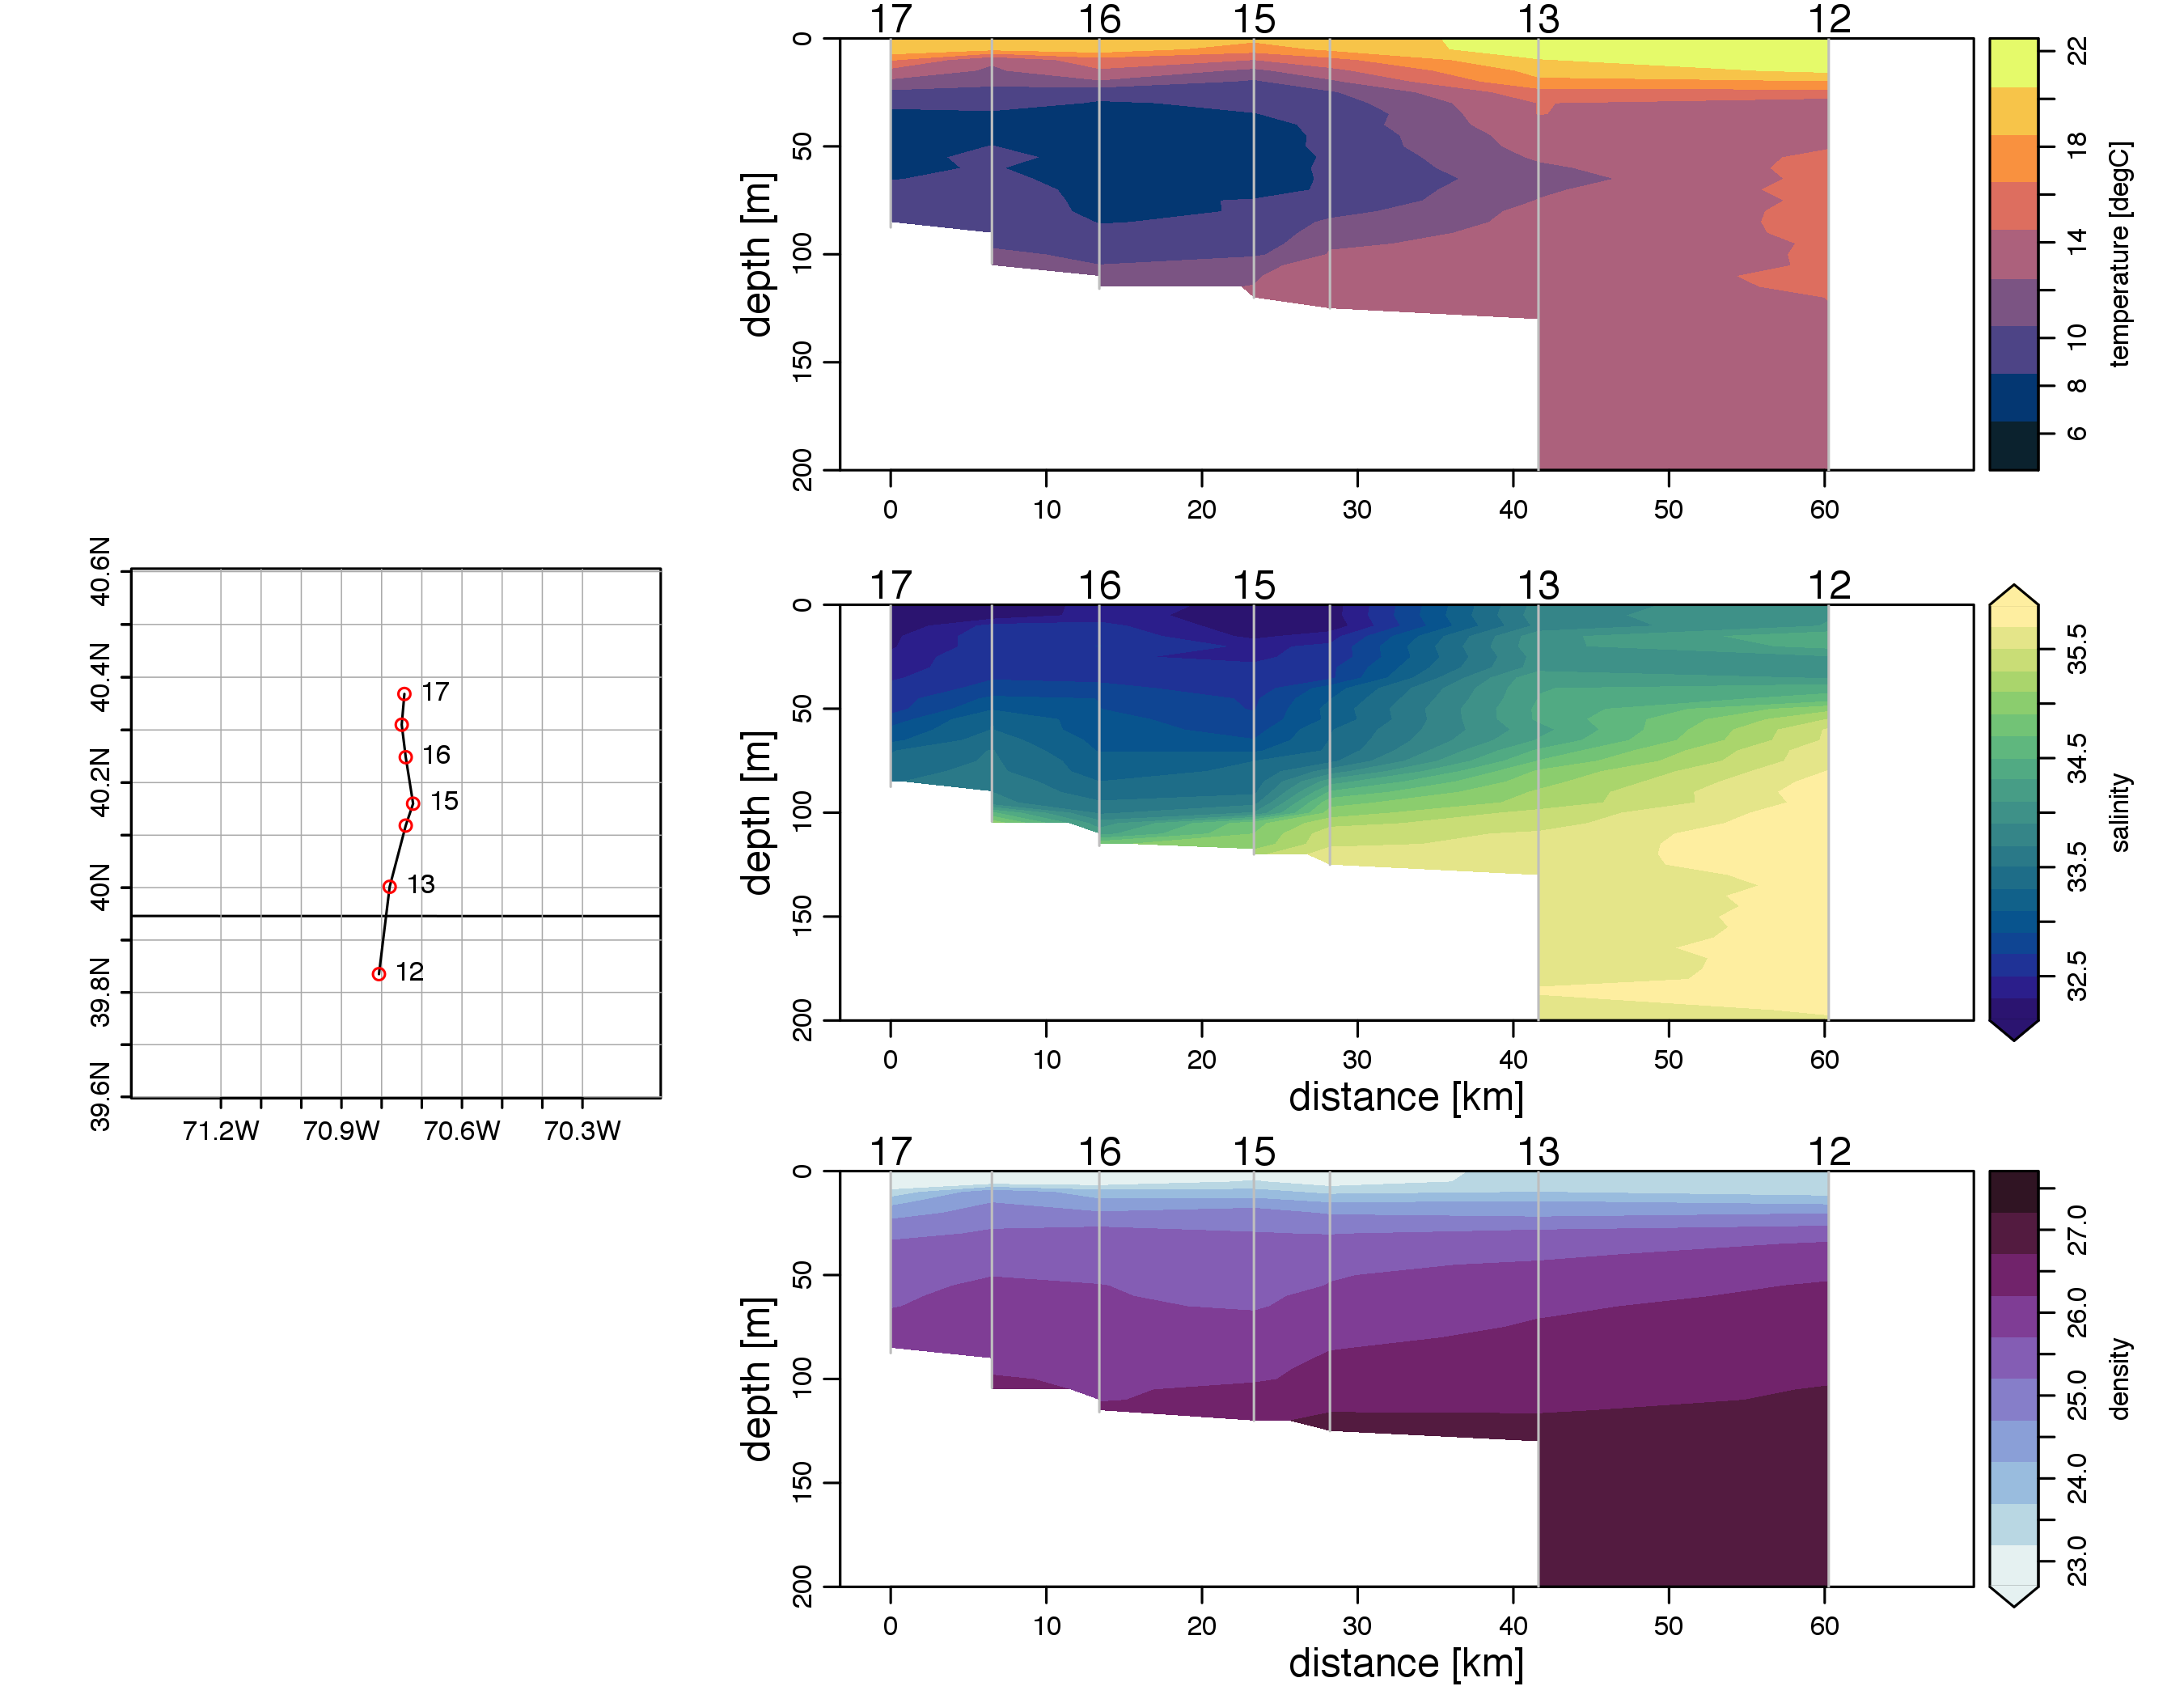 17 16 15 13 12
0
50
100
150
200
depth [m]
0 10 20 30 40 50 60
22
18
14
10
8
6
temperature [degC]
40.6N
40.4N
40.2N
40N
39.8N
39.6N
17
16
15
13
12
71.2W 70.9W 70.6W 70.3W
17 16 15 13 12
0
50
100
150
200
depth [m]
0 10 20 30 40 50 60
distance [km]
35.5
34.5
33.5
32.5
salinity
17 16 15 13 12
0
50
100
150
200
depth [m]
0 10 20 30 40 50 60
distance [km]
27.0
26.0
25.0
24.0
23.0
density